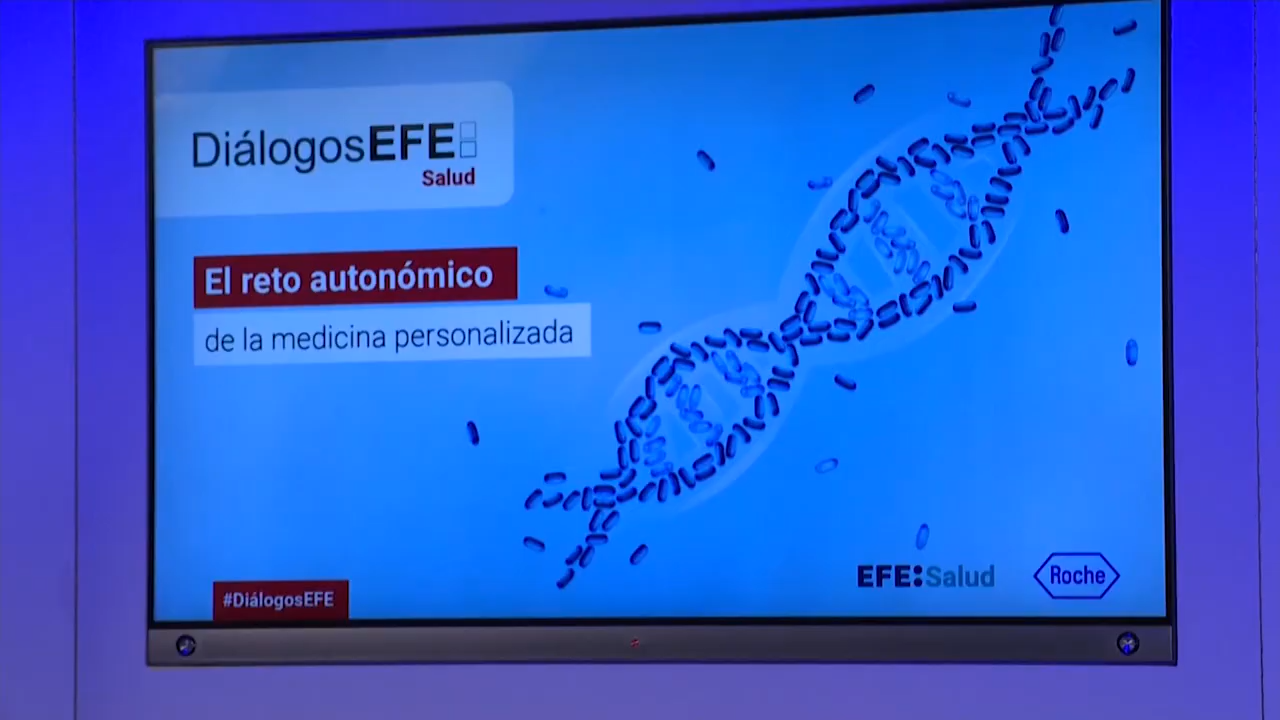 DiálogosEFE
Salud
El reto autonómico
de la medicina personalizada
#DiálogosEFE
EFE:Salud
Roche